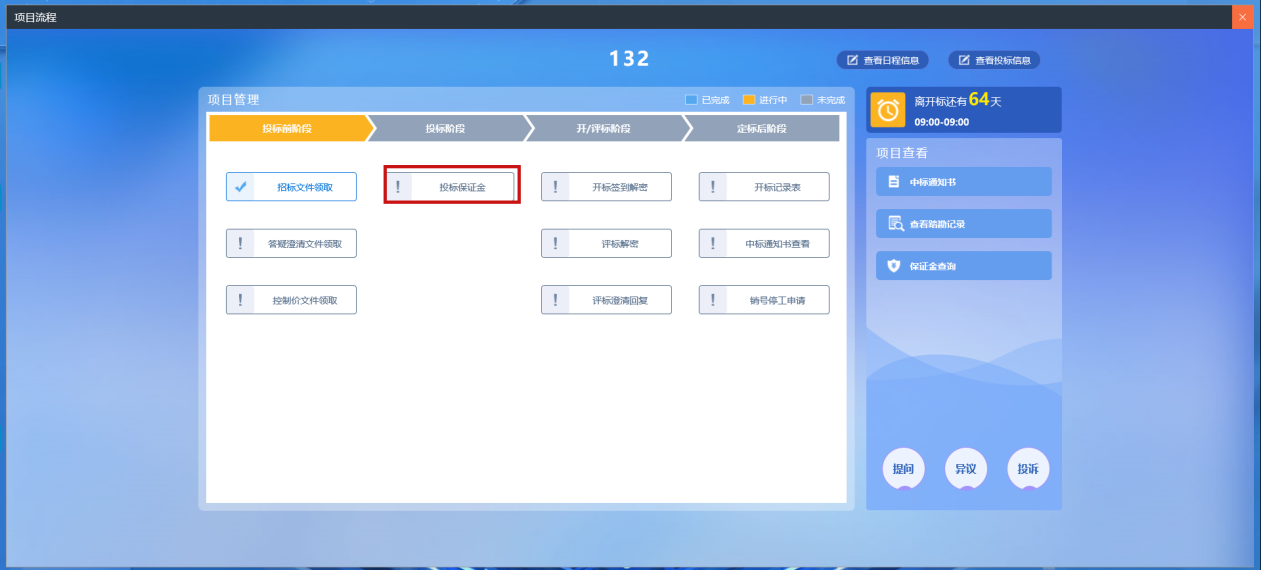 项目流程
132
查看日程信息
查看投标信息
项目管理
已完成
进行中
未完成
投标前阶段
投标阶段
开/评标阶段
定标后阶段
招标文件领取
投标保证金
开标签到解密
开标记录表
答疑澄清文件领取
评标解密
中标通知书查看
控制价文件领取
评标澄清回复
销号停工申请
离开标还有64天
09:00-09:00
项目查看
中标通知书
查看踏勘记录
保证金查询
提问
异议
投诉